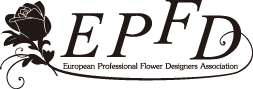 EPFD
European Professional Flower Designers Association